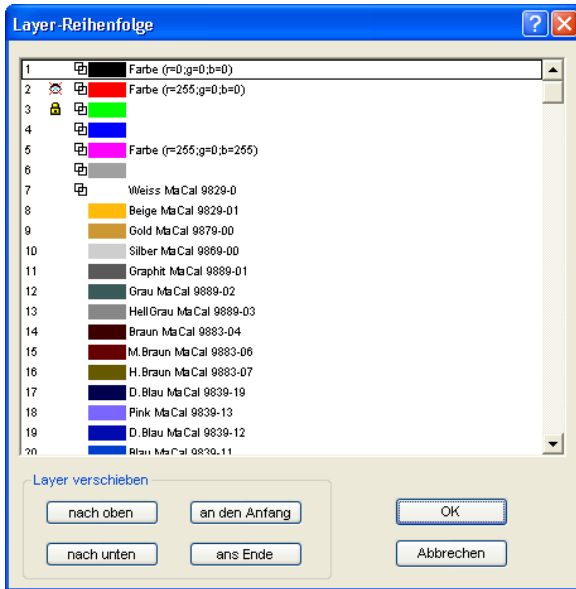 Layer-Reihenfolge
1 Farbe (r=0;g=0;b=0)
2 Farbe (r=255;g=0;b=0)
3
4
5 Farbe (r=255;g=0;b=255)
6
7 Weiss MaCal 9829-0
8 Beige MaCal 9829-01
9 Gold MaCal 9879-00
10 Silber MaCal 9869-00
11 Graphit MaCal 9889-01
12 Grau MaCal 9889-02
13 HellGrau MaCal 9889-03
14 Braun MaCal 9883-04
15 M.Braun MaCal 9883-06
16 H.Braun MaCal 9883-07
17 D.Blau MaCal 9839-19
18 Pink MaCal 9839-13
19 D.Blau MaCal 9839-12
20 Blau MaCal 9839-11
Layer verschieben
nach oben an den Anfang OK
nach unten ans Ende Abbrechen